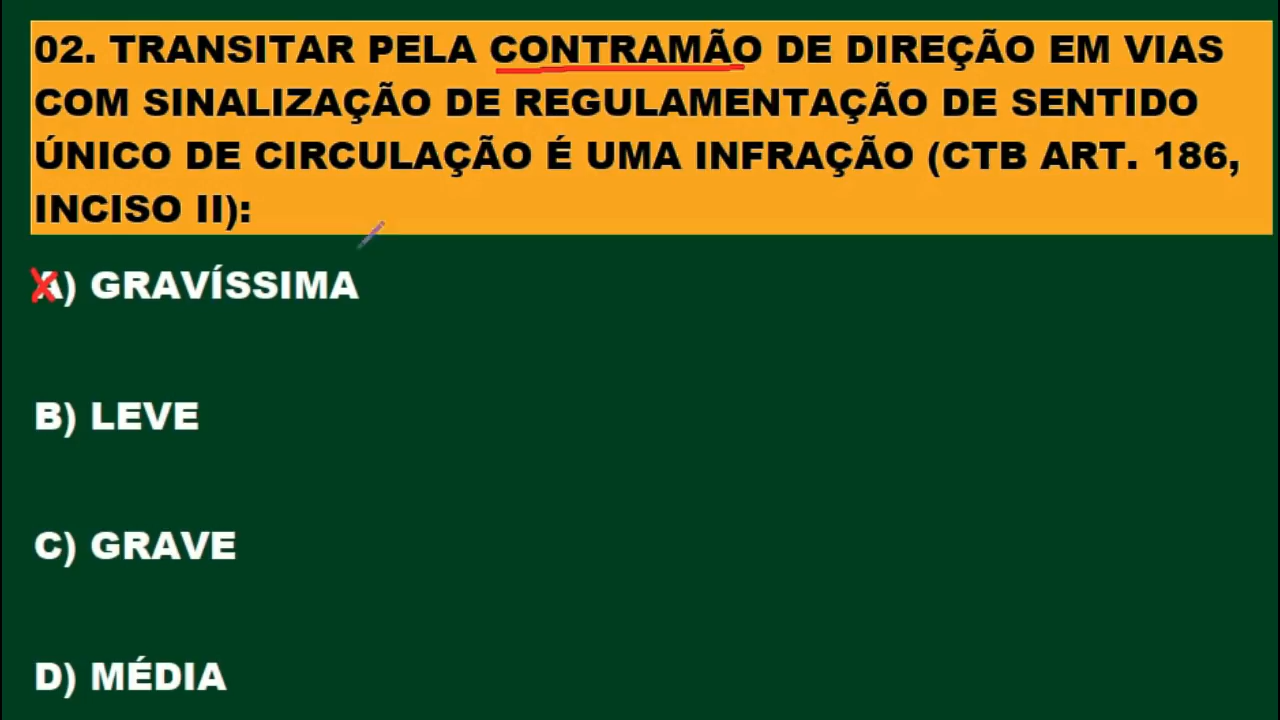 02. TRANSITAR PELA CONTRAMÃO DE DIREÇÃO EM VIAS
COM SINALIZAÇÃO DE REGULAMENTAÇÃO DE SENTIDO
ÚNICO DE CIRCULAÇÃO É UMA INFRAÇÃO (CTB ART. 186,
INCISO II):
A) GRAVÍSSIMA
B) LEVE
C) GRAVE
D) MÉDIA